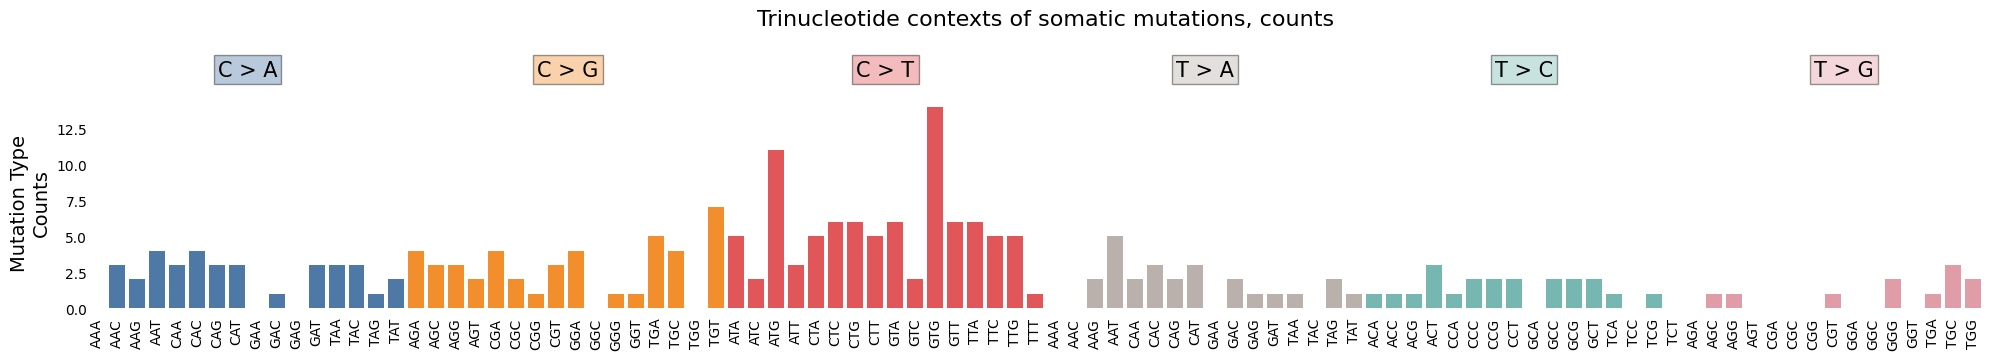 Trinucleotide contexts of somatic mutations, counts
C > A
C > G
C > T
T > A
T > C
T > G
Mutation Type
Counts
12.5
10.0
7.5
5.0
2.5
0.0
AAA
AAC
AAG
AAT
CAA
CAC
CAG
CAT
GAA
GAC
GAG
GAT
TAA
TAC
TAG
TAT
AGA
AGC
AGG
AGT
CGA
CGC
CGG
CGT
GGA
GGC
GGG
GGT
TGA
TGC
TGG
TGT
ATA
ATC
ATG
ATT
CTA
CTC
CTG
CTT
GTA
GTC
GTG
GTT
TTA
TTC
TTG
TTT
AAA
AAC
AAG
AAT
CAA
CAC
CAG
CAT
GAA
GAC
GAG
GAT
TAA
TAC
TAG
TAT
ACA
ACC
ACG
ACT
CCA
CCC
CCG
CCT
GCA
GCC
GCG
GCT
TCA
TCC
TCG
TCT
AGA
AGC
AGG
AGT
CGA
CGC
CGG
CGT
GGA
GGC
GGG
GGT
TGA
TGC
TGG